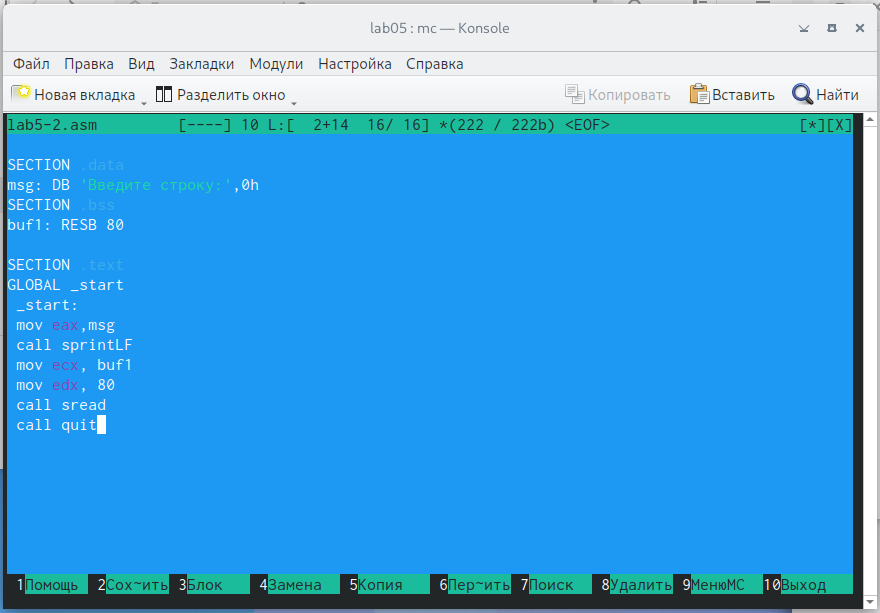 lab05 : mc — Konsole
Файл Правка Вид Закладки Модули Настройка Справка
Новая вкладка Разделить окно Копировать Вставить Найти
lab5-2.asm [----] 10 L:[ 2+14 16/ 16] *(222 / 222b) <EOF> [*][X]
SECTION .data
msg: DB 'Введите строку:',0h
SECTION .bss
buf1: RESB 80
SECTION .text
GLOBAL _start
_start:
mov eax,msg
call sprintLF
mov ecx, buf1
mov edx, 80
call sread
call quit
1Помощь 2Сох~ить 3Блок 4Замена 5Копия 6Пер~ить 7Поиск 8Удалить 9МенюМС 10Выход